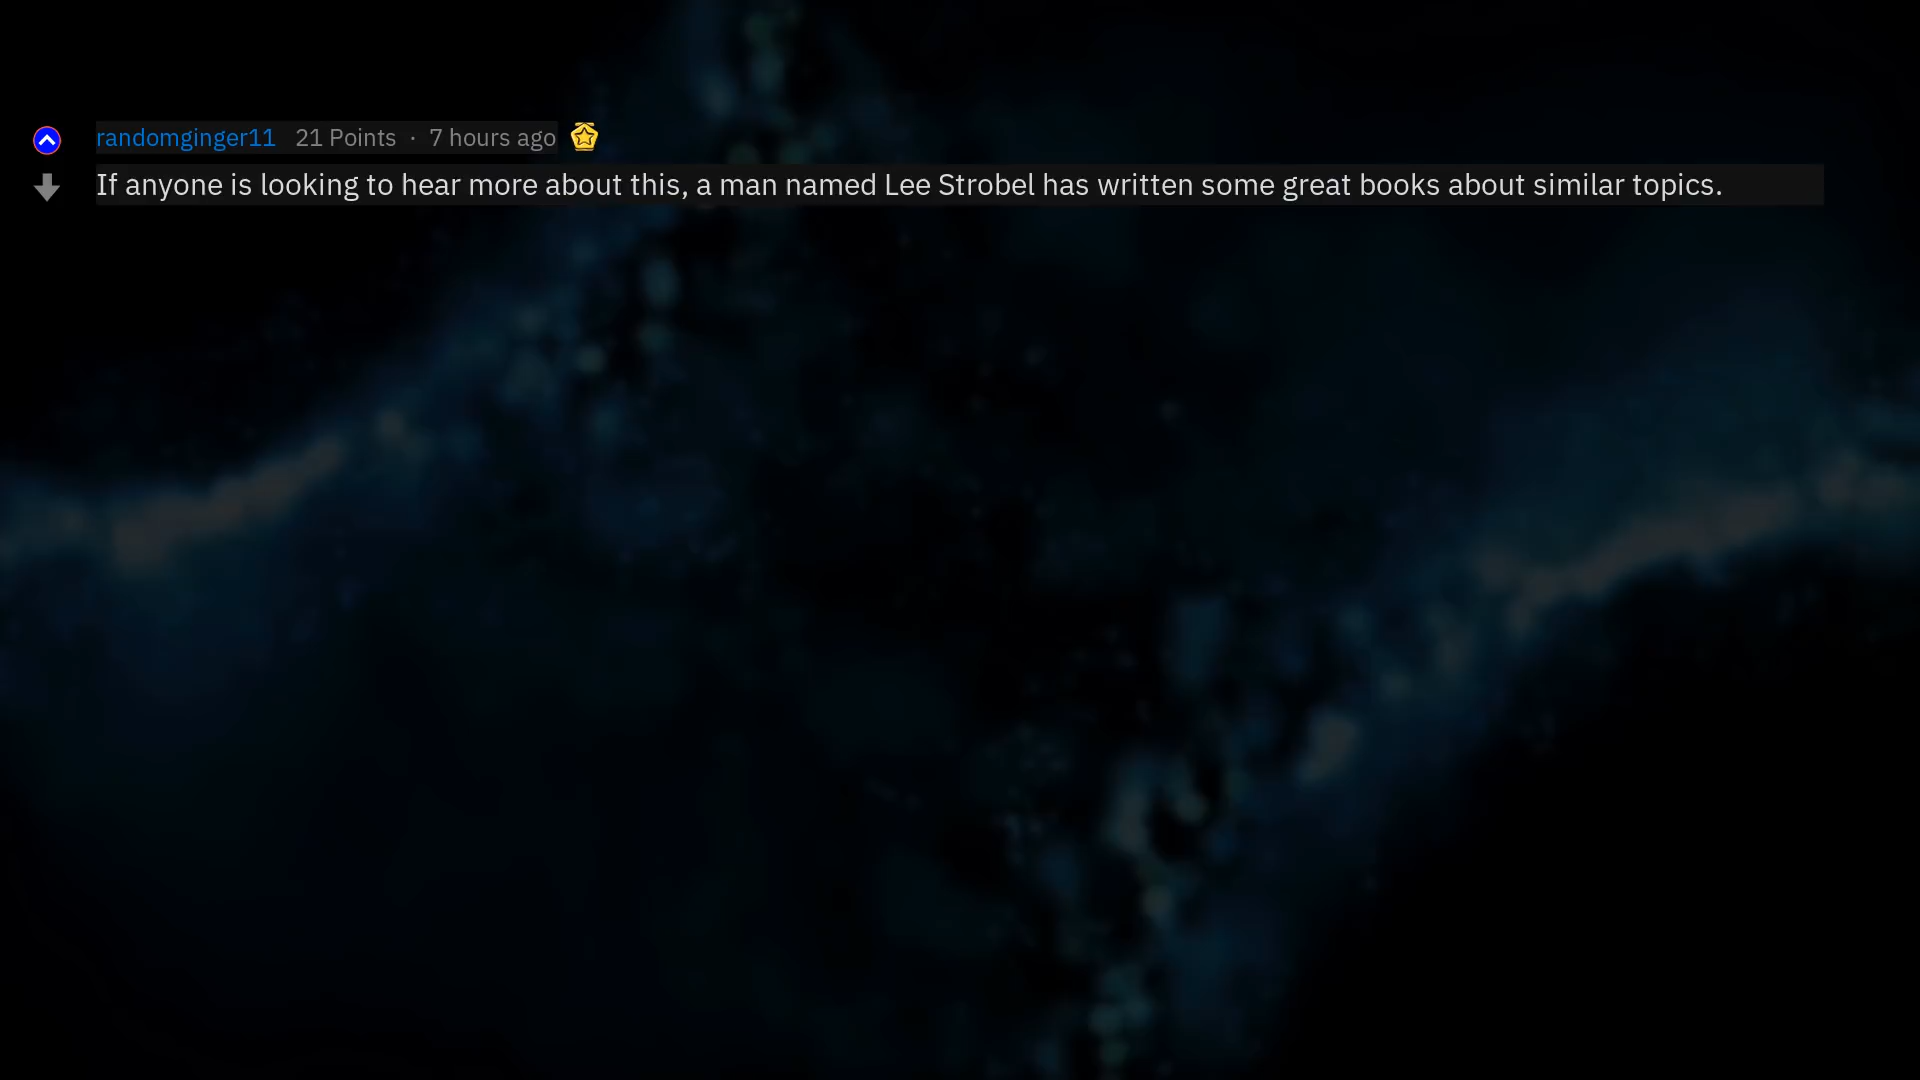 randomginger11 21 Points · 7 hours ago
If anyone is looking to hear more about this, a man named Lee Strobel has written some great books about similar topics.